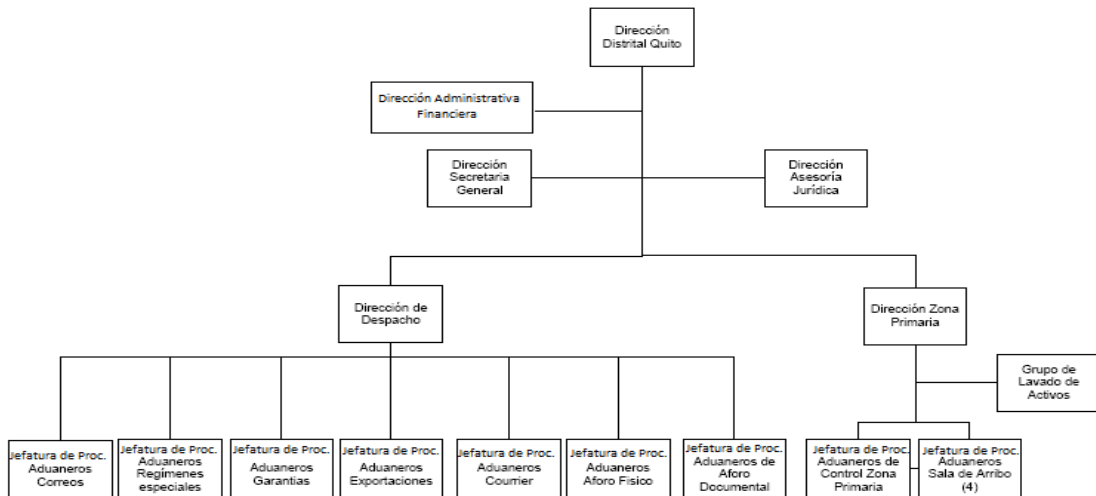 Dirección
Distrital Quito
Dirección Administrativa
Financiera
Dirección
Secretaria
General
Dirección
Asesoría
Jurídica
Dirección de
Despacho
Dirección Zona
Primaria
Grupo de
Lavado de
Activos
Jefatura de Proc.
Aduaneros
Correos
Jefatura de Proc.
Aduaneros
Regímenes
especiales
Jefatura de Proc.
Aduaneros
Garantías
Jefatura de Proc.
Aduaneros
Exportaciones
Jefatura de Proc.
Aduaneros
Courrier
Jefatura de Proc.
Aduaneros
Aforo Fisico
Jefatura de Proc.
Aduaneros de
Aforo
Documental
Jefatura de Proc.
Aduaneros de
Control Zona
Primaria
Jefatura de Proc.
Aduaneros
Sala de Arribo
(4)